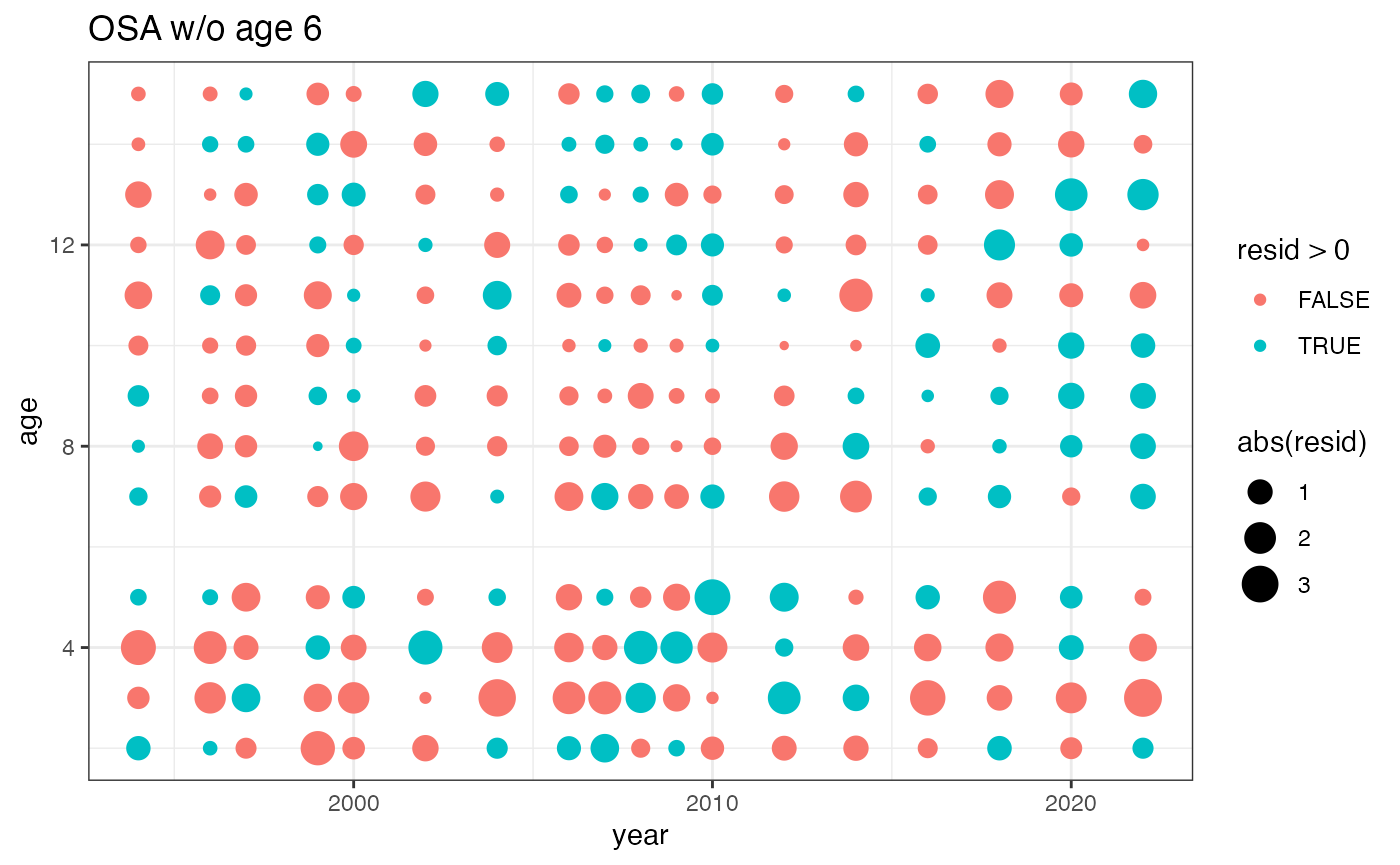 OSA w/o age 6
12
8
4
age
2000
2010
2020
year
resid > 0
FALSE
TRUE
abs(resid)
1
2
3